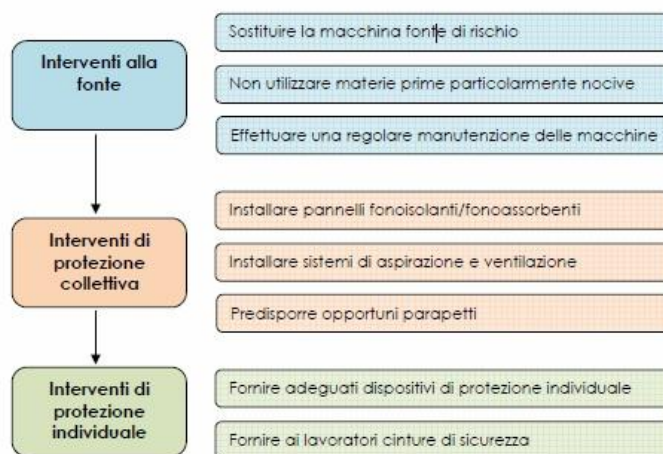 Interventi alla
fonte
Sostituire la macchina fonte di rischio
Non utilizzare materie prime particolarmente nocive
Effettuare una regolare manutenzione delle macchine
Interventi di
protezione
collettiva
Installare pannelli fonoisolanti/fonoassorbenti
Installare sistemi di aspirazione e ventilazione
Predisporre opportuni parapetti
Interventi di
protezione
individuale
Fornire adeguati dispositivi di protezione individuale
Fornire ai lavoratori cinture di sicurezza